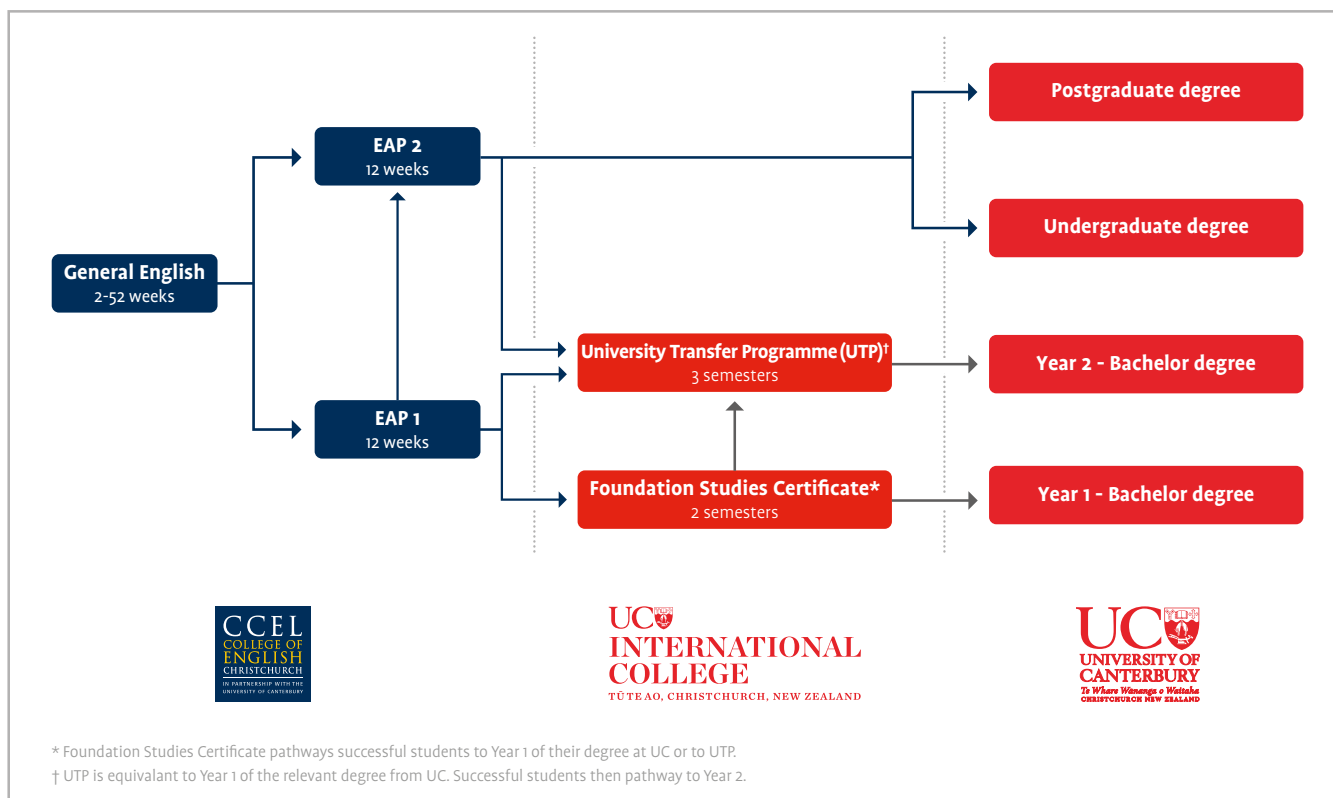 Postgraduate degree
EAP 2
12 weeks
Undergraduate degree
General English
2-52 weeks
University Transfer Programme (UTP)†
3 semesters
Year 2 - Bachelor degree
EAP 1
12 weeks
Foundation Studies Certificate*
2 semesters
Year 1 - Bachelor degree
CCEL
COLLEGE OF
ENGLISH
CHRISTCHURCH
IN PARTNERSHIP WITH THE
UNIVERSITY OF CANTERBURY
UC
INTERNATIONAL
COLLEGE
TŪTE AO, CHRISTCHURCH, NEW ZEALAND
UC
UNIVERSITY OF
CANTERBURY
Te Whare Wānanga o Waitaha
CHRISTCHURCH NEW ZEALAND
* Foundation Studies Certificate pathways successful students to Year 1 of their degree at UC or to UTP.
† UTP is equivalant to Year 1 of the relevant degree from UC. Successful students then pathway to Year 2.